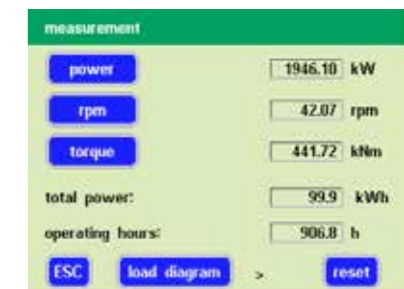 measurement
power 1946.10 kW
rpm 42.07 rpm
torque 441.72 kNm
total power: 99.9 kWh
operating hours: 906.8 h
ESC load diagram > reset